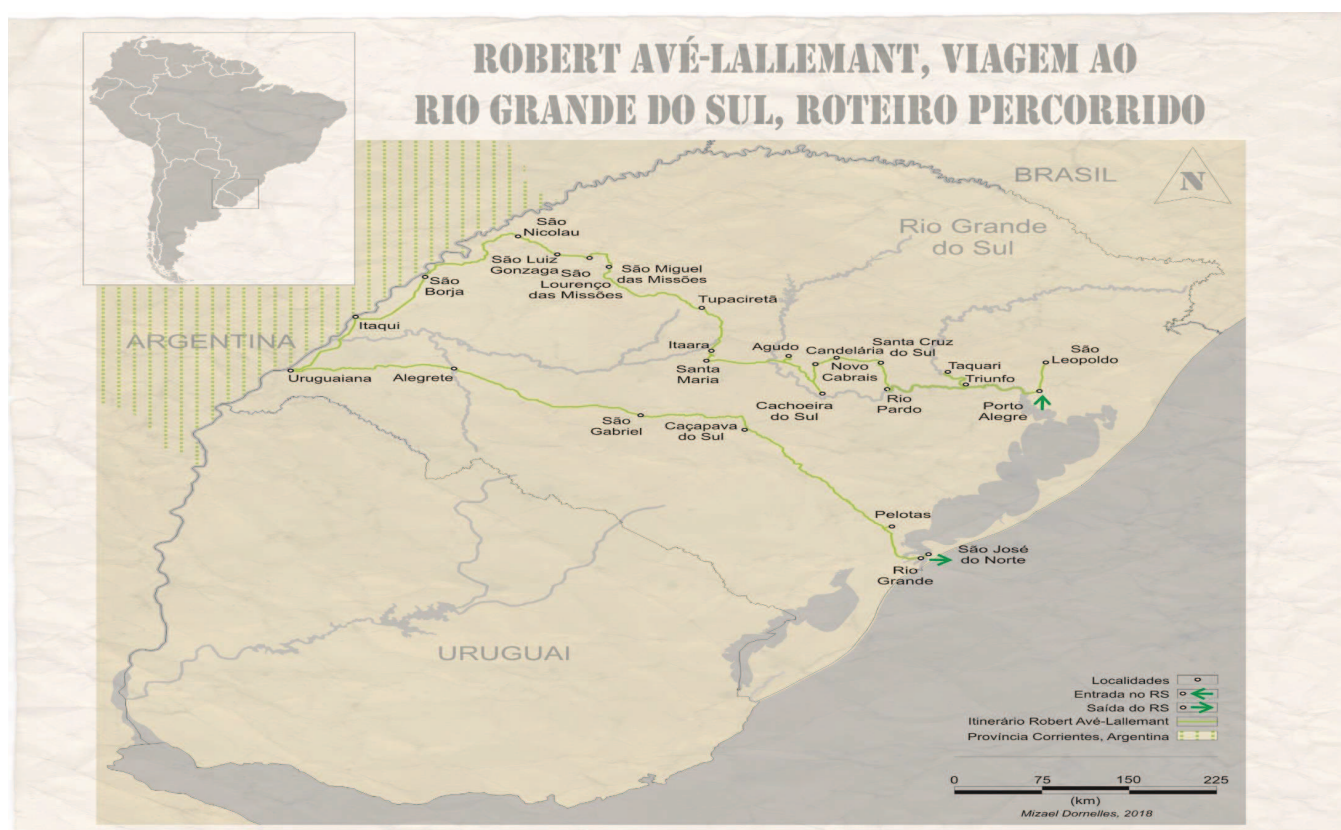 ROBERT AVÉ-LALLEMANT, VIAGEM AO
RIO GRANDE DO SUL, ROTEIRO PERCORRIDO
BRASIL
N
Rio Grande
do Sul
ARGENTINA
URUGUAI
São
Nicolau
São Luiz
Gonzaga
São
Lourenço
das Missões
São Miguel
das Missões
São
Borja
Tupaciretã
Itaqui
Itaara
Santa
Maria
Agudo
Candelária
Novo
Cabrais
Santa Cruz
do Sul
Taquari
Triunfo
São
Leopoldo
Uruguaiana
Alegrete
Cachoeira
do Sul
Rio
Pardo
Porto
Alegre
São
Gabriel
Caçapava
do Sul
Pelotas
São José
do Norte
Rio
Grande
Localidades
Entrada no RS
Saída do RS
Itinerário Robert Avé-Lallemant
Província Corrientes, Argentina
0 75 150 225
(km)
Mizael Dornelles, 2018